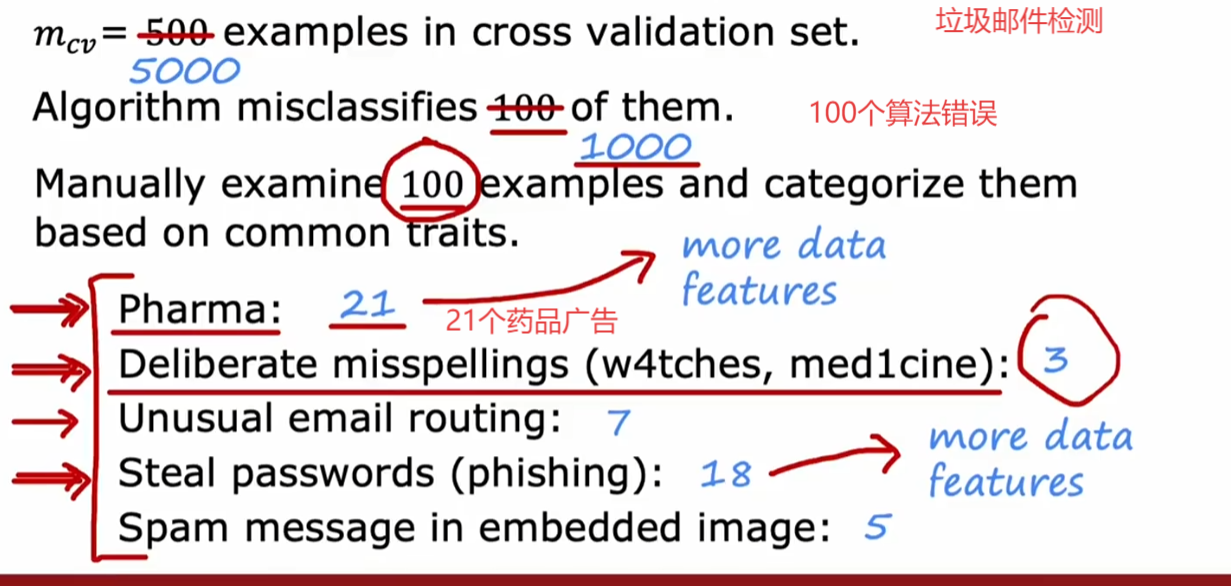 m_cv = 500 examples in cross validation set. 垃圾邮件检测
5000
Algorithm misclassifies 100 of them. 100个算法错误
1000
Manually examine 100 examples and categorize them
based on common traits.
more data
features
Pharma: 21
21个药品广告
Deliberate misspellings (w4tches, med1cine): 3
Unusual email routing: 7
more data
features
Steal passwords (phishing): 18
Spam message in embedded image: 5